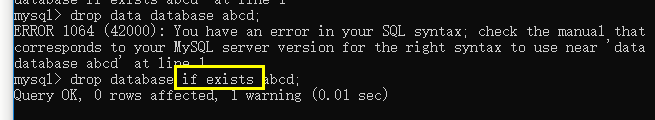 database if exists abcd' at line 1
mysql> drop data database abcd;
ERROR 1064 (42000): You have an error in your SQL syntax; check the manual that
corresponds to your MySQL server version for the right syntax to use near 'data
database abcd' at line 1
mysql> drop database if exists abcd;
Query OK, 0 rows affected, 1 warning (0.01 sec)